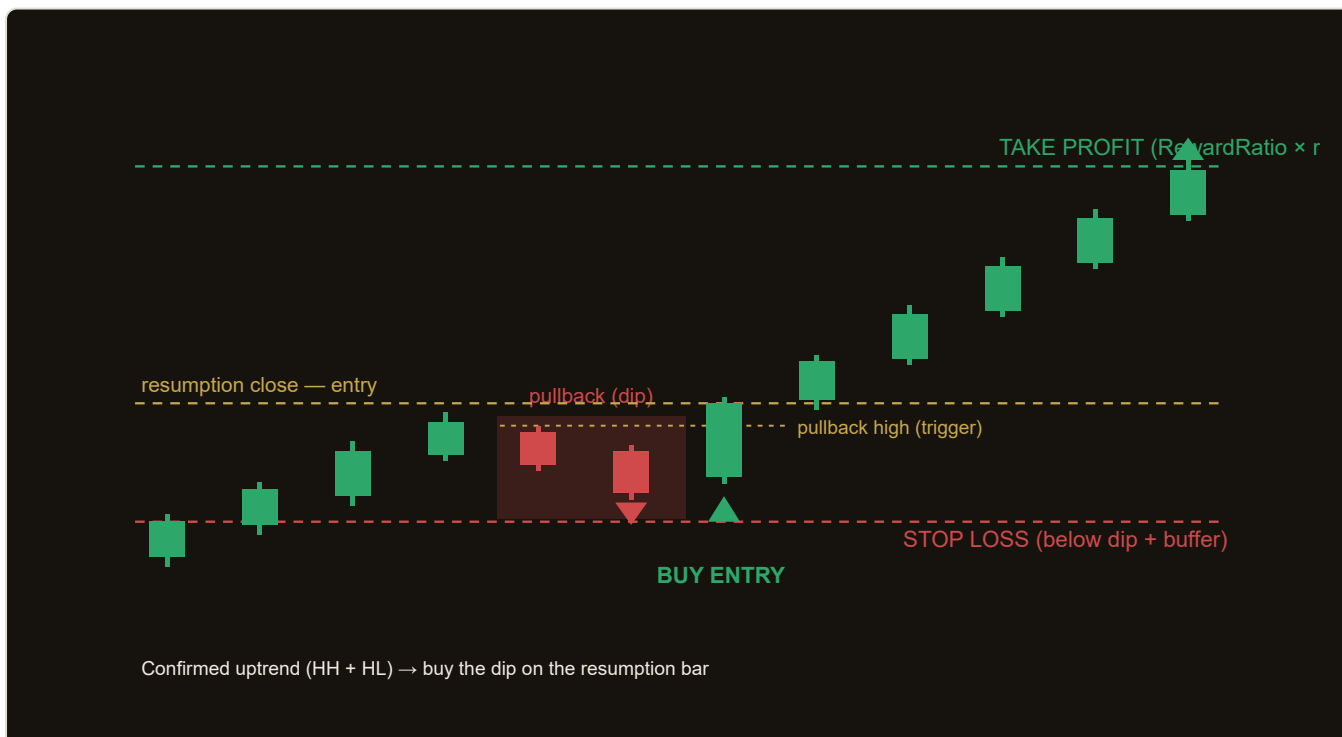 TAKE PROFIT (RewardRatio × r
resumption close — entry
pullback (dip)
pullback high (trigger)
STOP LOSS (below dip + buffer)
BUY ENTRY
Confirmed uptrend (HH + HL) → buy the dip on the resumption bar